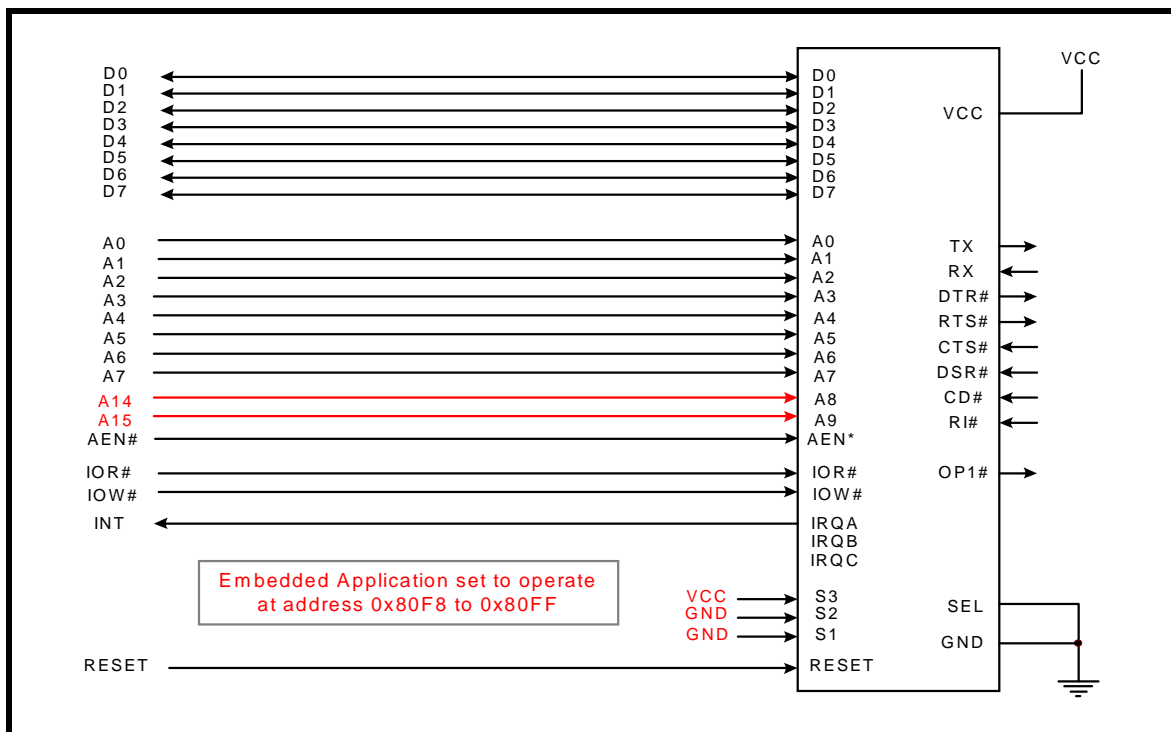 VCC
D0 D0
D1 D1
D2 D2 VCC
D3 D3
D4 D4
D5 D5
D6 D6
D7 D7
A0 A0 TX
A1 A1 RX
A2 A2
A3 A3 DTR#
A4 A4 RTS#
A5 A5 CTS#
A6 A6
A7 A7 DSR#
A14 A8 CD#
A15 A9 RI#
AEN# AEN*
IOR# IOR# OP1#
IOW# IOW#
INT IRQA
IRQB
IRQC
Embedded Application set to operate
at address 0x80F8 to 0x80FF
VCC S3 SEL
GND S2
GND S1 GND
RESET RESET